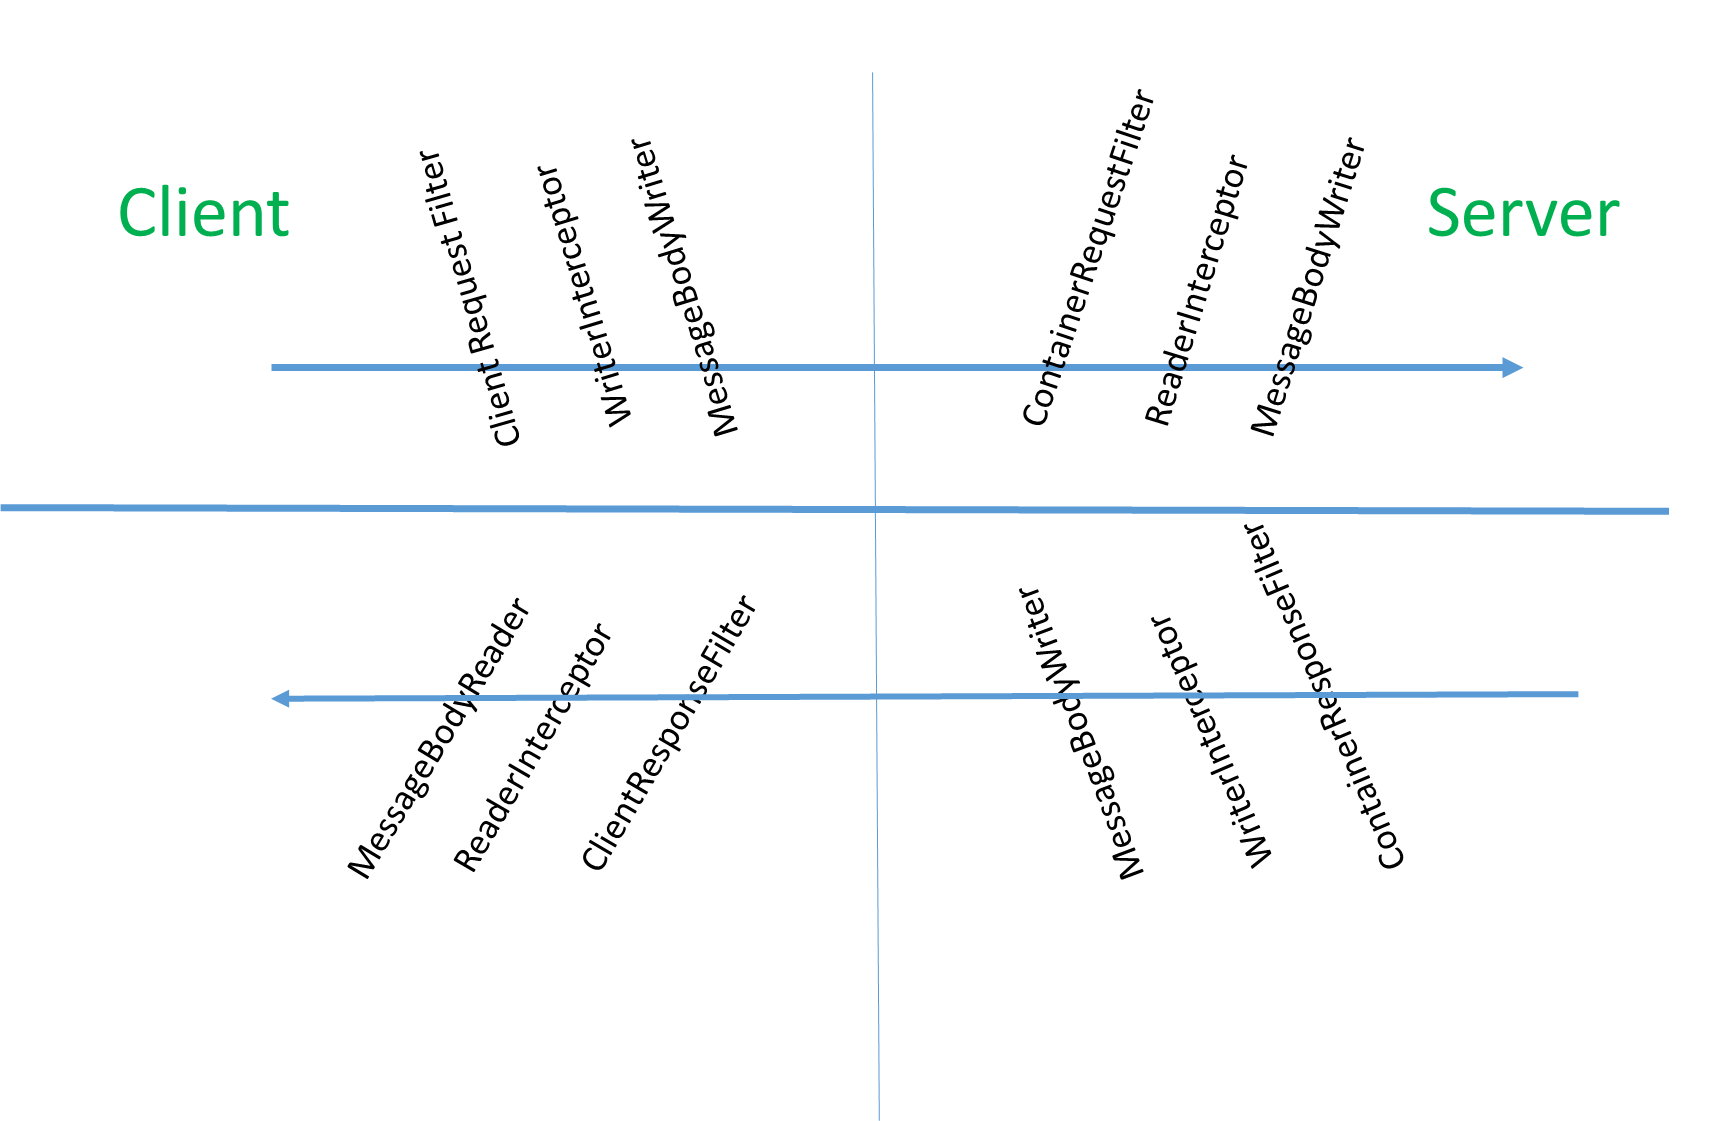 Client
Client Request Filter
WriterInterceptor
MessageBodyWriter
ContainerRequestFilter
ReaderInterceptor
MessageBodyWriter
Server
MessageBodyReader
ReaderInterceptor
ClientResponseFilter
MessageBodyWriter
WriterInterceptor
ContainerResponseFilter